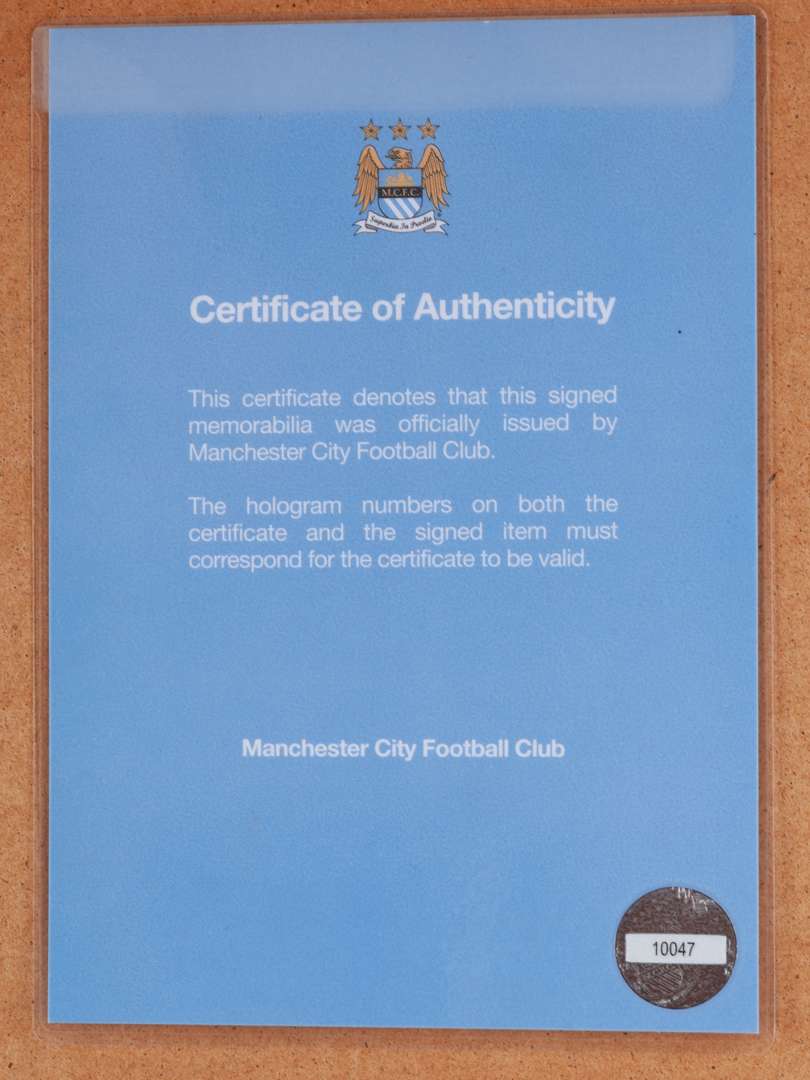 M.C.F.C.
Superbia In Proelio
Certificate of Authenticity
This certificate denotes that this signed
memorabilia was officially issued by
Manchester City Football Club.
The hologram numbers on both the
certificate and the signed item must
correspond for the certificate to be valid.
Manchester City Football Club
10047